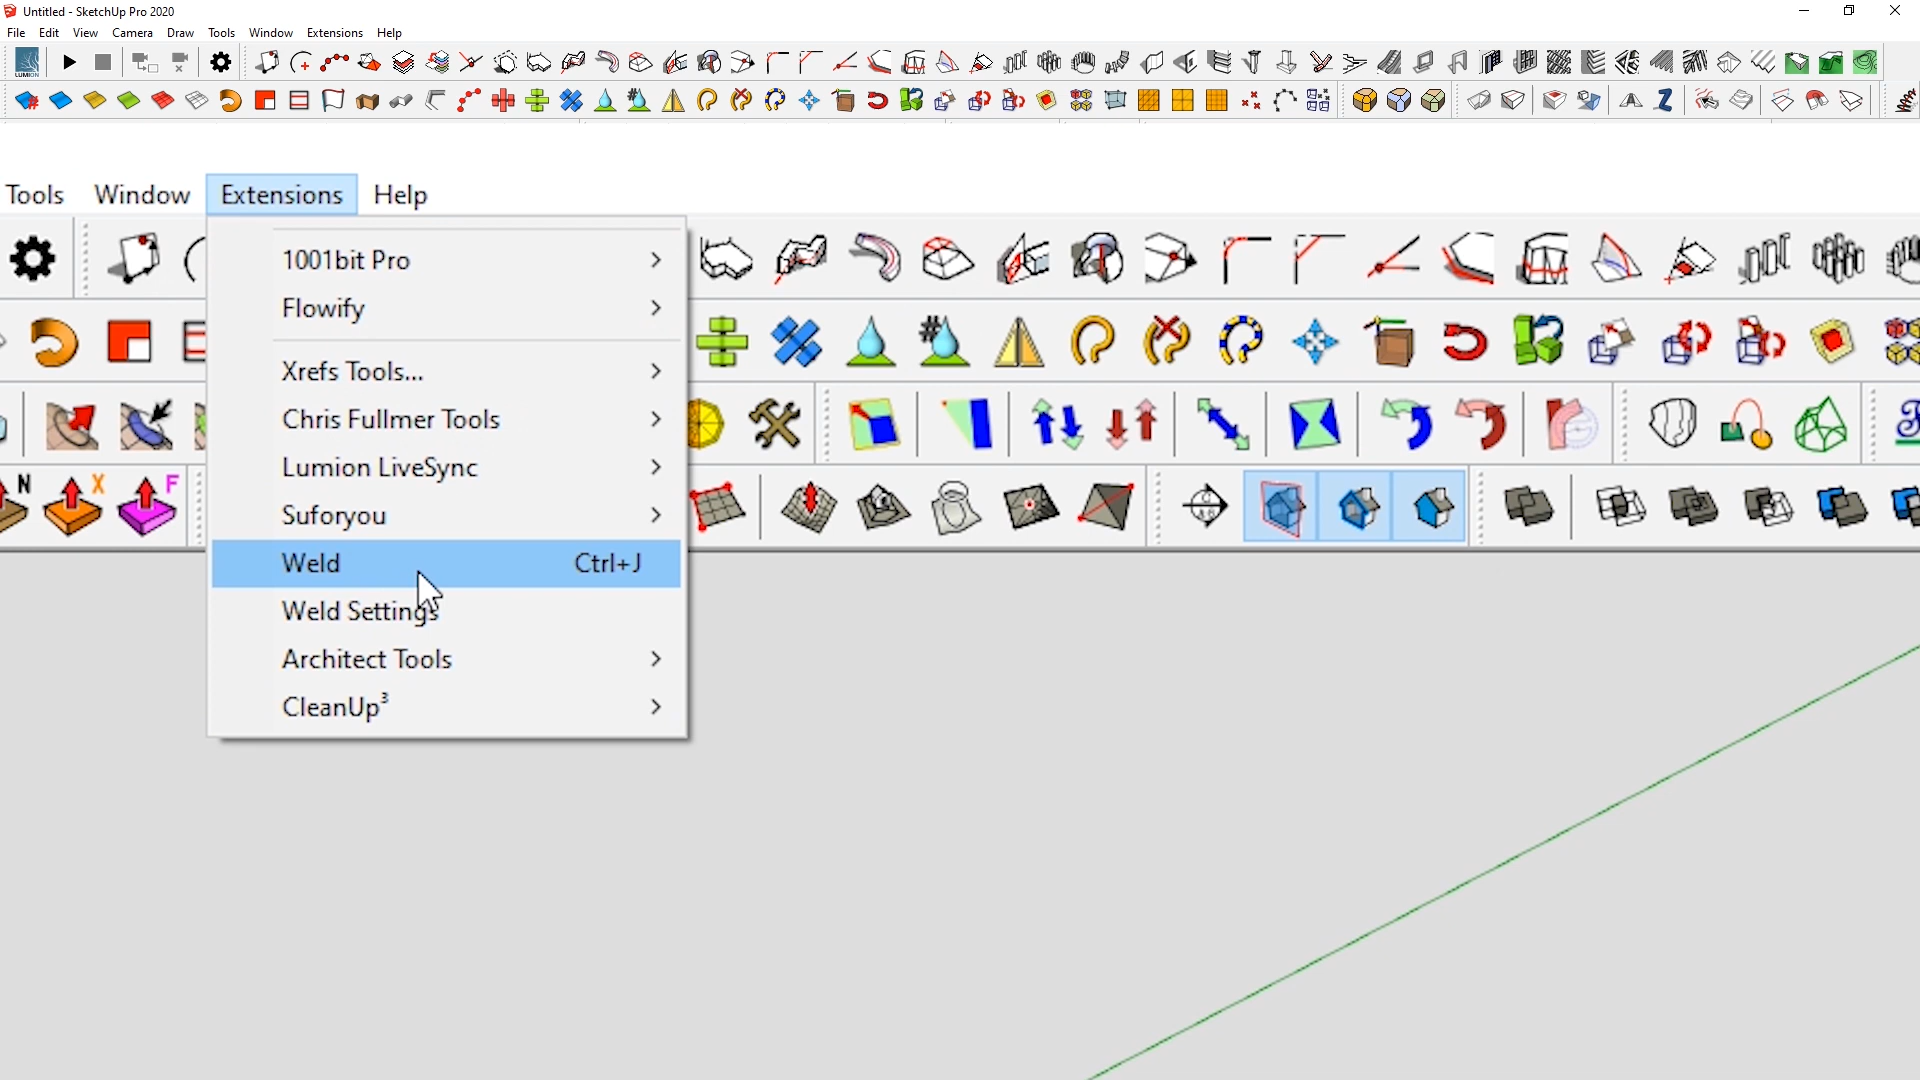 Untitled - SketchUp Pro 2020
File Edit View Camera Draw Tools Window Extensions Help
LUMION
Tools Window Extensions Help
1001bit Pro
Flowify
Xrefs Tools...
Chris Fullmer Tools
Lumion LiveSync
Suforyou
Weld Ctrl+J
Weld Settings
Architect Tools
CleanUp³
N X F